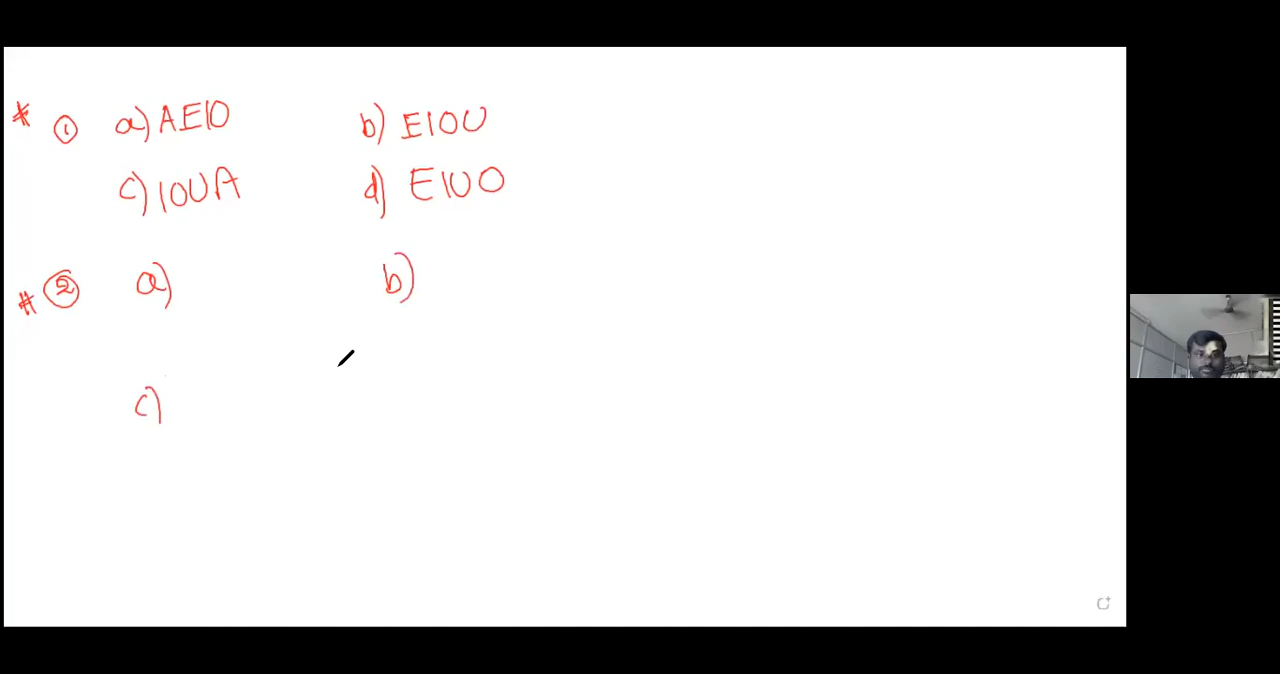 * ① a) AEIO b) EIOU
c) IOUA d) EIUO
# ② a) b)
c)